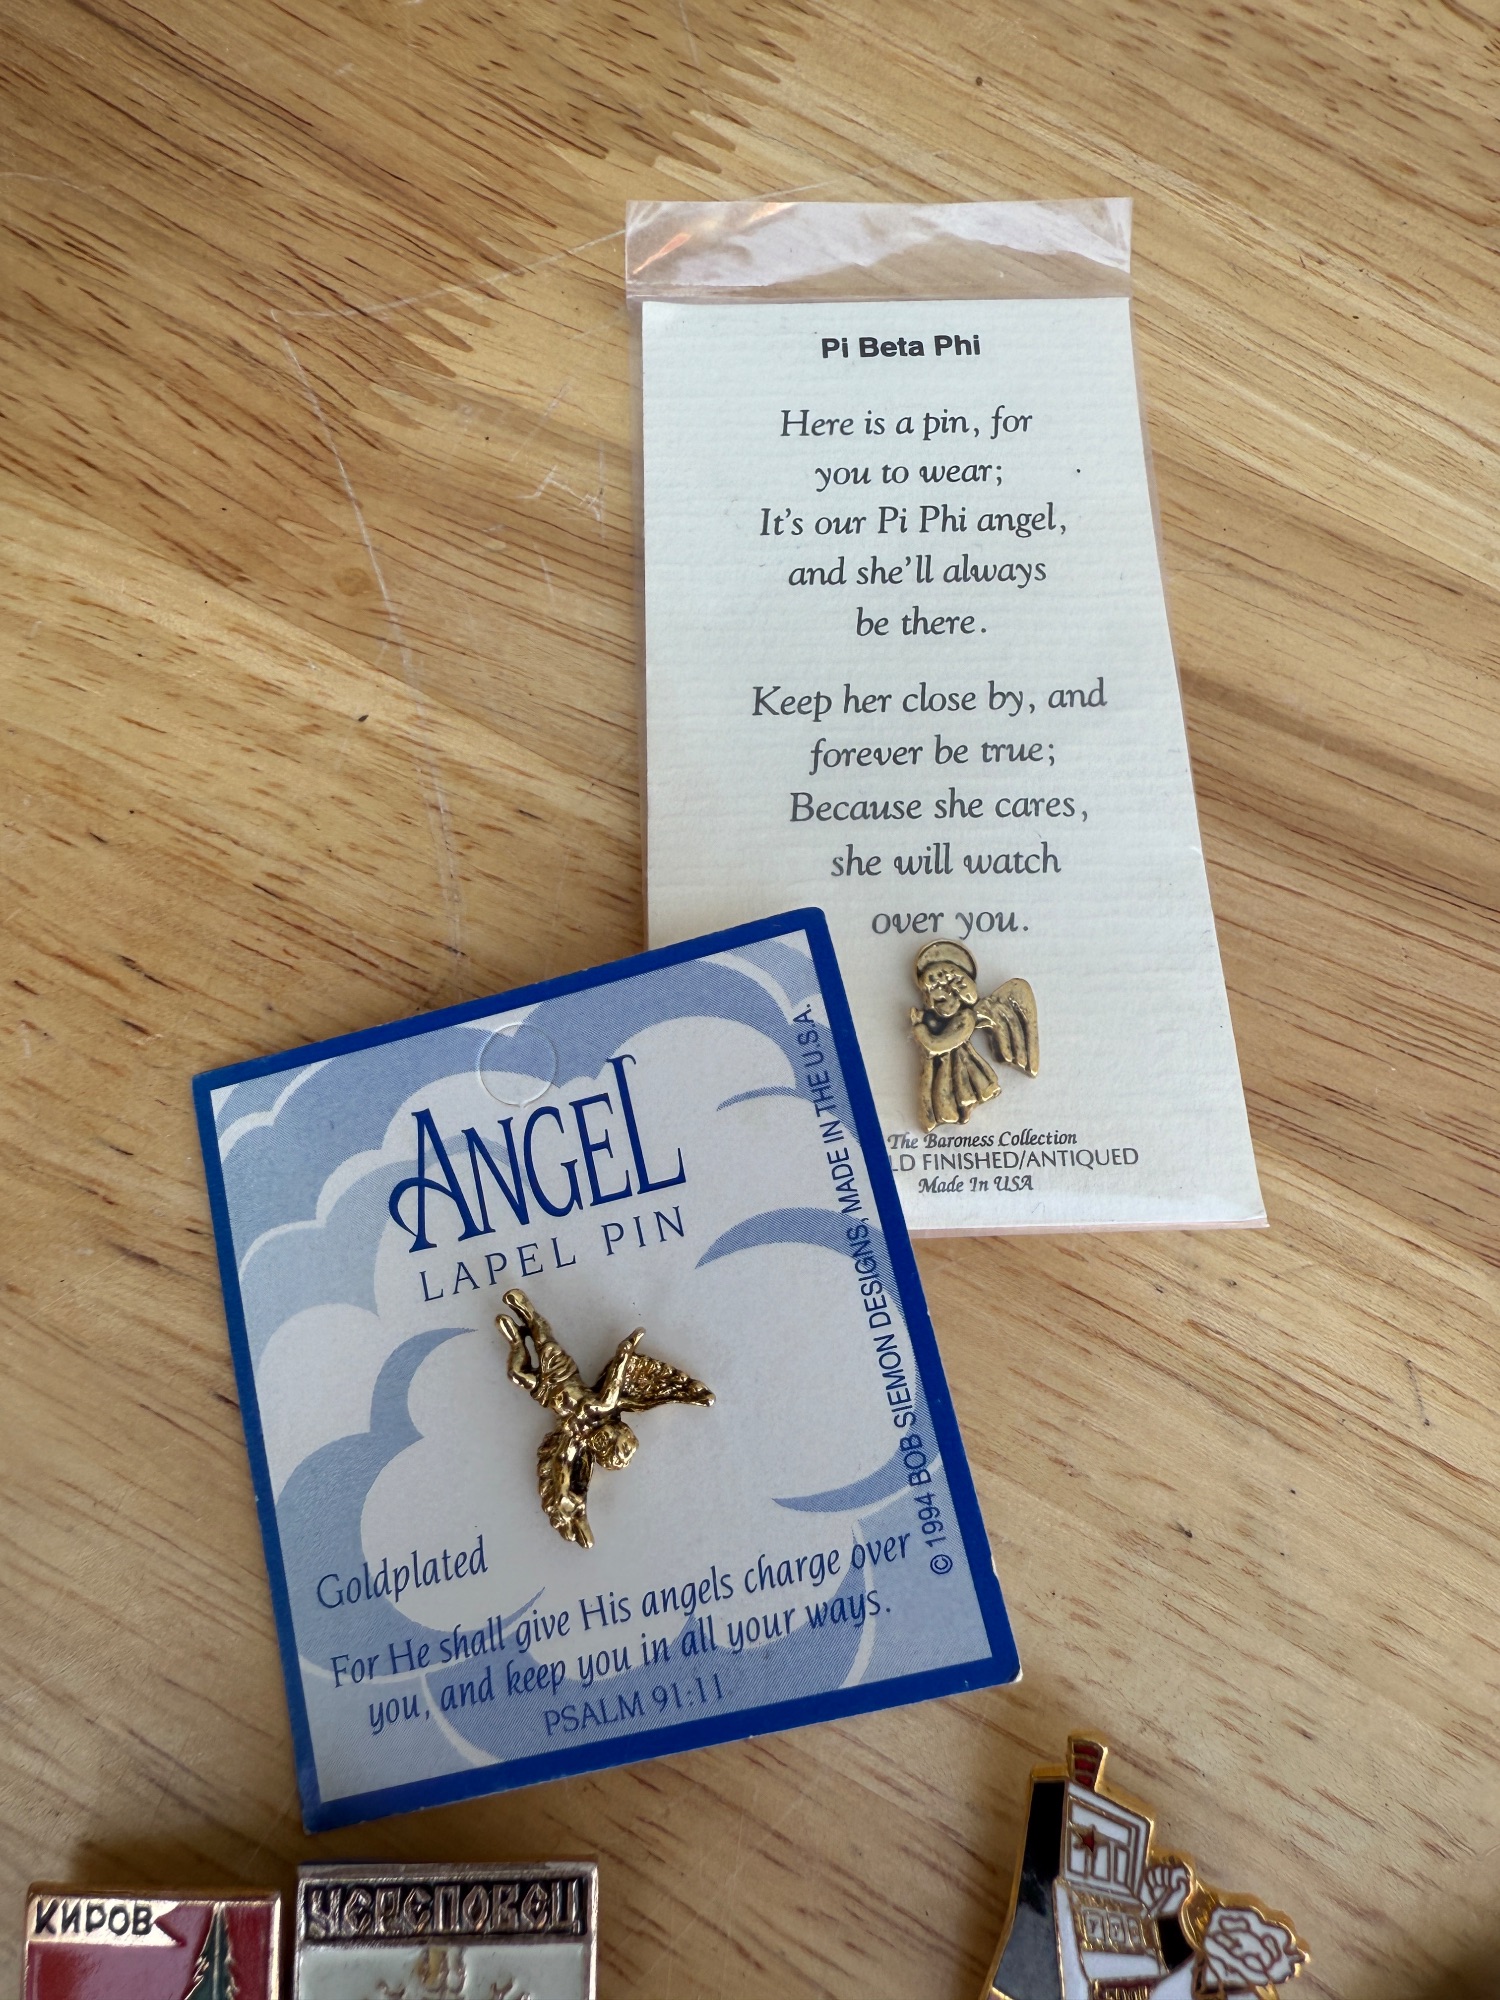 Pi Beta Phi
Here is a pin, for
you to wear;
It's our Pi Phi angel,
and she'll always
be there.
Keep her close by, and
forever be true;
Because she cares,
she will watch
over you.
The Baroness Collection
LD FINISHED/ANTIQUED
Made In USA
ANGEL
LAPEL PIN
Goldplated
For He shall give His angels charge over
you, and keep you in all your ways.
PSALM 91:11
© 1994 BOB SIEMON DESIGNS, MADE IN THE U.S.A.
КИРОВ
ЧЕРЕПОВЕЦ